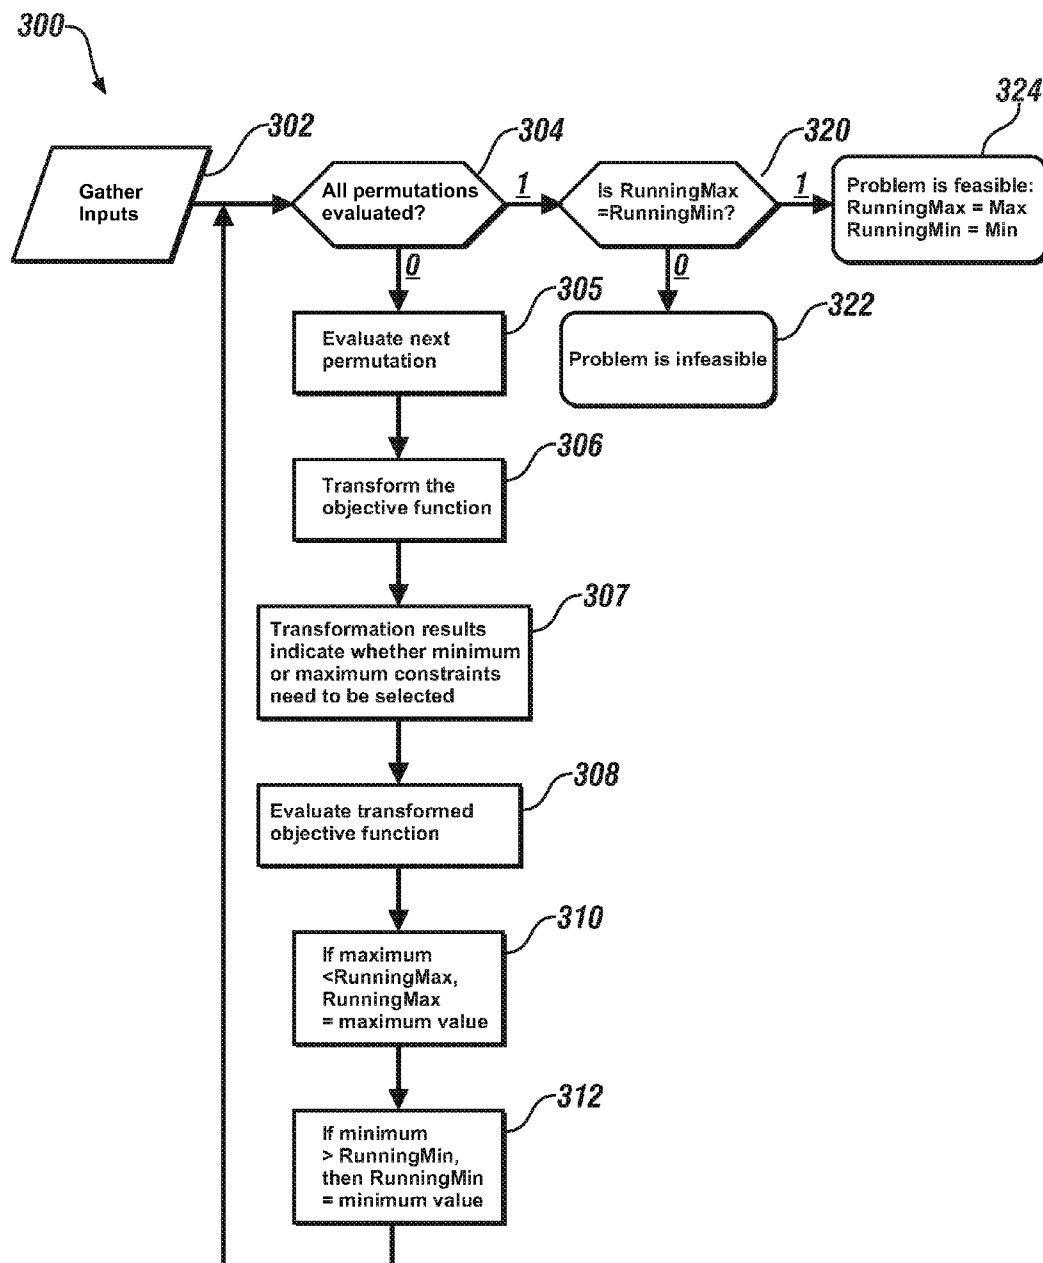 300
302
Gather
Inputs
304
All permutations
evaluated?
1
0
320
Is RunningMax
=RunningMin?
1
0
324
Problem is feasible:
RunningMax = Max
RunningMin = Min
322
Problem is infeasible
305
Evaluate next
permutation
306
Transform the
objective function
307
Transformation results
indicate whether minimum
or maximum constraints
need to be selected
308
Evaluate transformed
objective function
310
If maximum
<RunningMax,
RunningMax
= maximum value
312
If minimum
> RunningMin,
then RunningMin
= minimum value